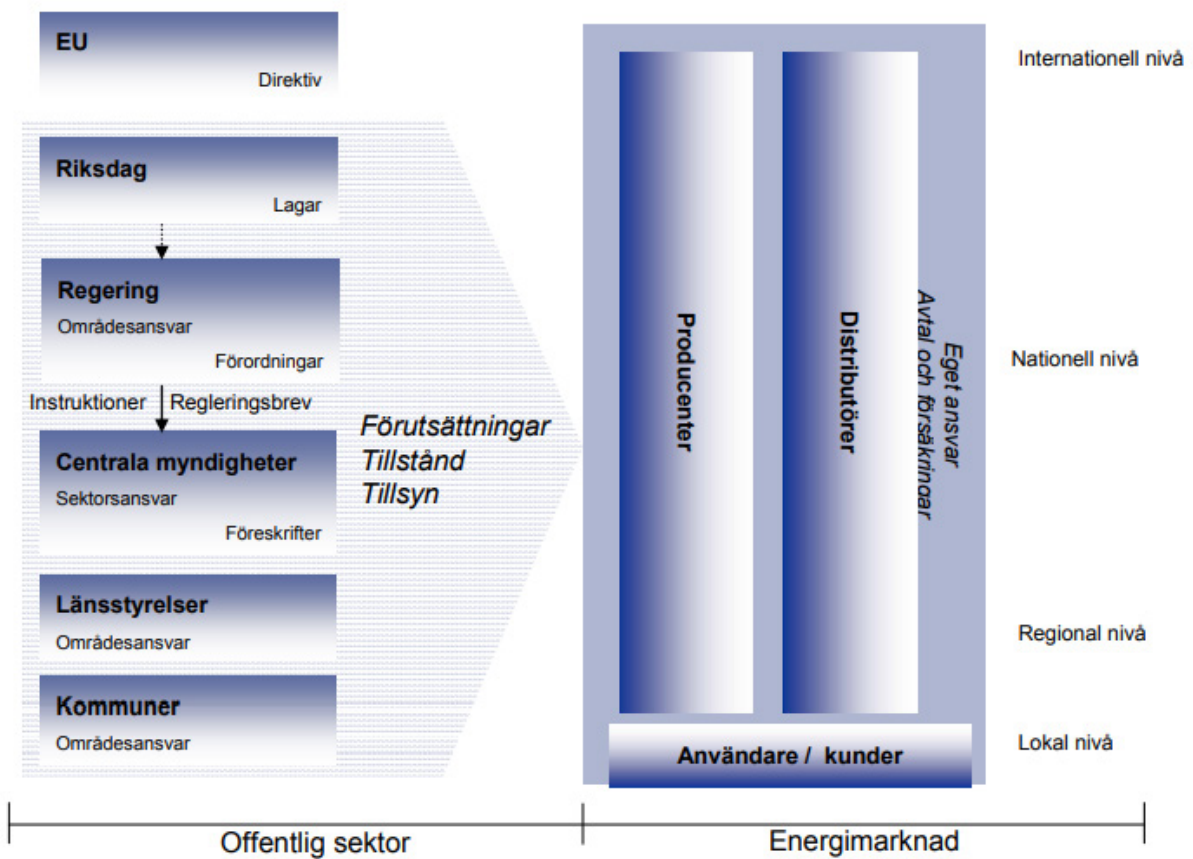 EU
Direktiv
Riksdag
Lagar
Regering
Områdesansvar
Förordningar
Instruktioner
Regleringsbrev
Centrala myndigheter
Sektorsansvar
Föreskrifter
Länsstyrelser
Områdesansvar
Kommuner
Områdesansvar
Förutsättningar
Tillstånd
Tillsyn
Producenter
Distributörer
Eget ansvar
Avtal och försäkringar
Användare / kunder
Internationell nivå
Nationell nivå
Regional nivå
Lokal nivå
Offentlig sektor
Energimarknad